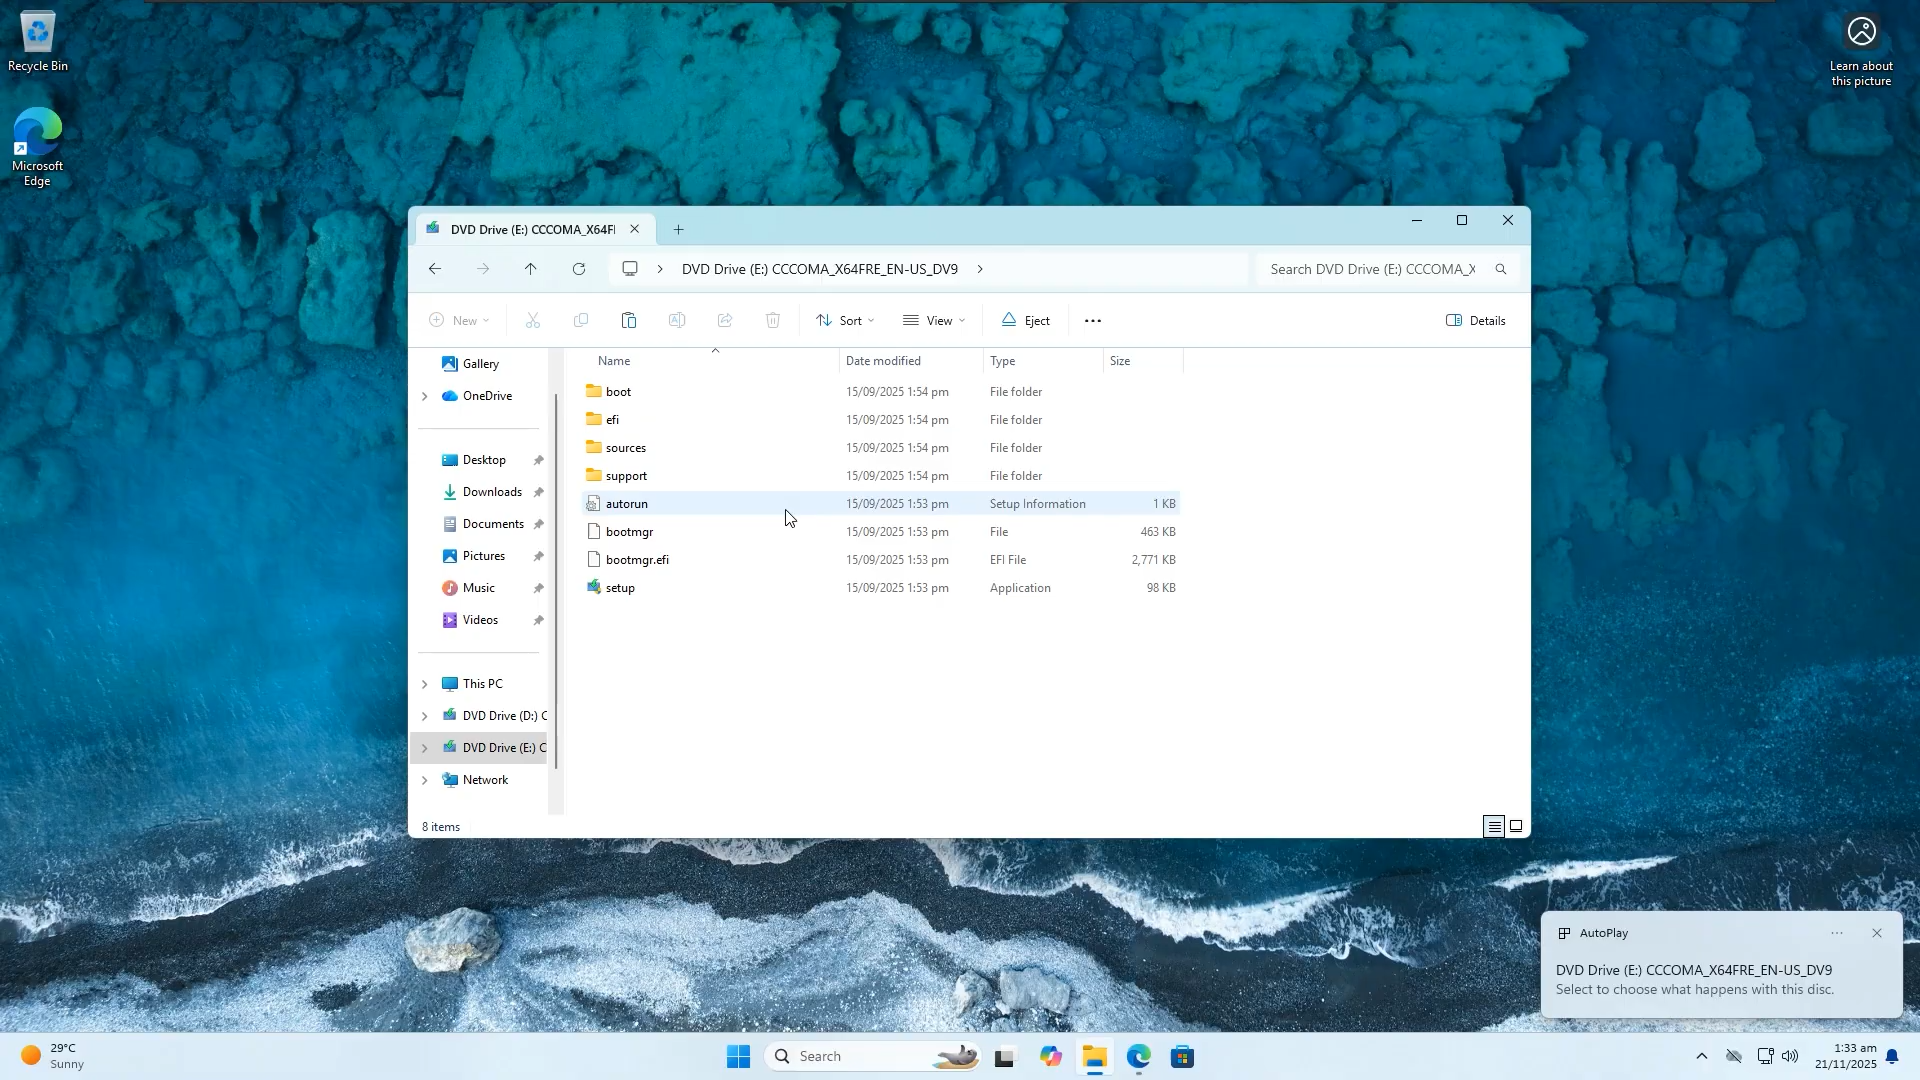 Recycle Bin
Microsoft
Edge
Learn about
this picture
DVD Drive (E:) CCCOMA_X64F
DVD Drive (E:) CCCOMA_X64FRE_EN-US_DV9
Search DVD Drive (E:) CCCOMA_X
New
Sort
View
Eject
Details
Gallery
OneDrive
Desktop
Downloads
Documents
Pictures
Music
Videos
This PC
DVD Drive (D:) C
DVD Drive (E:) C
Network
Name Date modified Type Size
boot 15/09/2025 1:54 pm File folder
efi 15/09/2025 1:54 pm File folder
sources 15/09/2025 1:54 pm File folder
support 15/09/2025 1:54 pm File folder
autorun 15/09/2025 1:53 pm Setup Information 1 KB
bootmgr 15/09/2025 1:53 pm File 463 KB
bootmgr.efi 15/09/2025 1:53 pm EFI File 2,771 KB
setup 15/09/2025 1:53 pm Application 98 KB
8 items
AutoPlay
DVD Drive (E:) CCCOMA_X64FRE_EN-US_DV9
Select to choose what happens with this disc.
29°C
Sunny
Search
1:33 am
21/11/2025